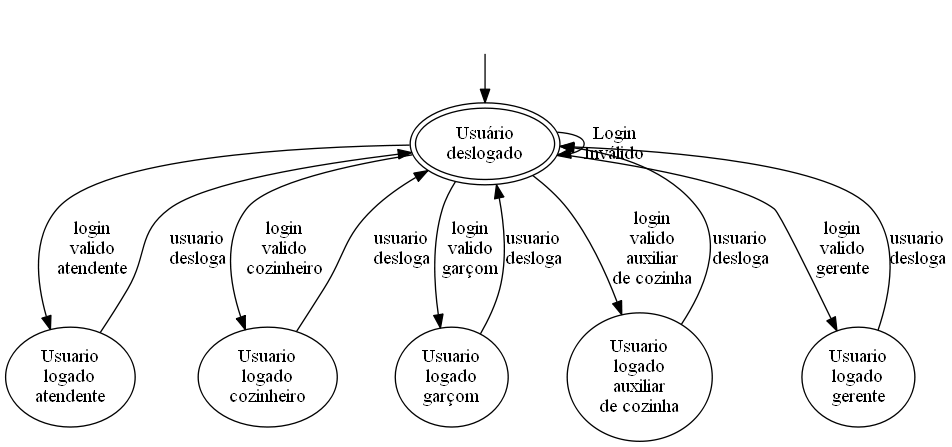 Usuário
deslogado
Login
inválido
login
valido
atendente
usuario
desloga
login
valido
cozinheiro
usuario
desloga
login
valido
garçom
usuario
desloga
login
valido
auxiliar
de cozinha
usuario
desloga
login
valido
gerente
usuario
desloga
Usuario
logado
atendente
Usuario
logado
cozinheiro
Usuario
logado
garçom
Usuario
logado
auxiliar
de cozinha
Usuario
logado
gerente